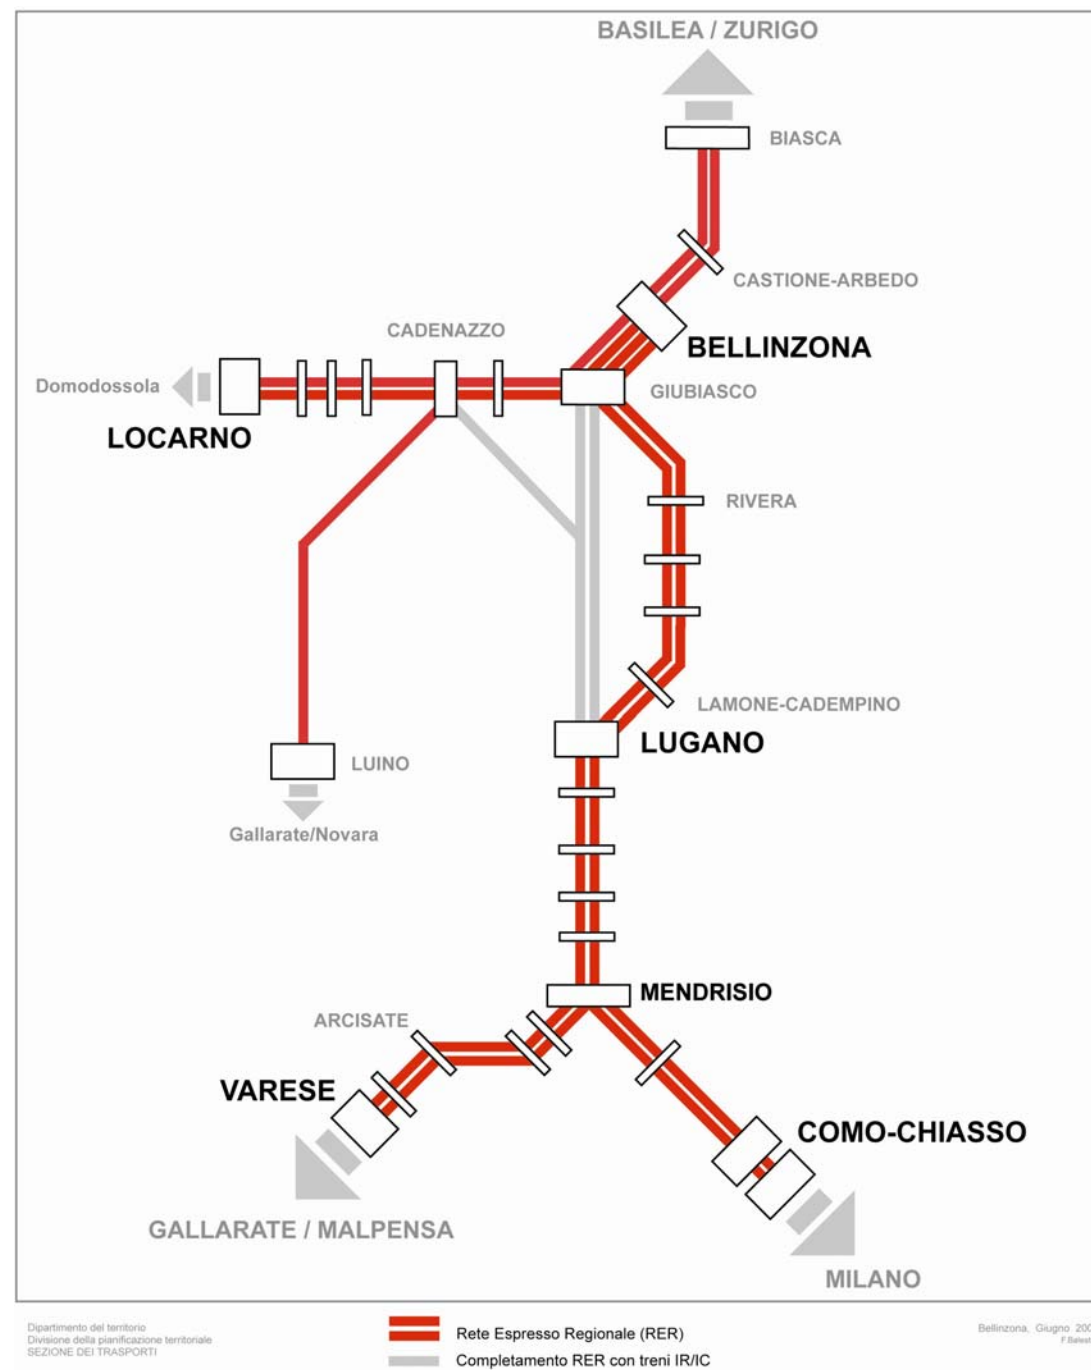 BASILEA / ZURIGO
BIASCA
CASTIONE-ARBEDO
CADENAZZO
BELLINZONA
Domodossola
GIUBIASCO
LOCARNO
RIVERA
LAMONE-CADEMPINO
LUGANO
LUINO
Gallarate/Novara
MENDRISIO
ARCISATE
VARESE
COMO-CHIASSO
GALLARATE / MALPENSA
MILANO
Dipartimento del territorio
Divisione della pianificazione territoriale
SEZIONE DEI TRASPORTI
Rete Espresso Regionale (RER)
Completamento RER con treni IR/IC
Bellinzona, Giugno